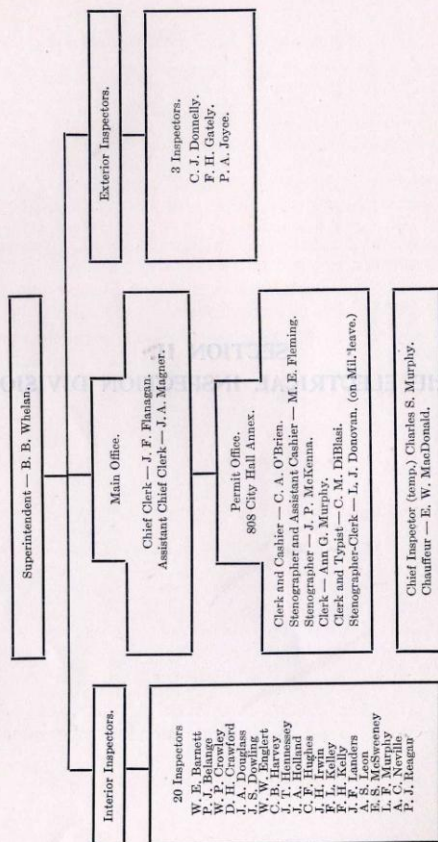 Superintendent — B. B. Whelan.
Interior Inspectors.
20 Inspectors
W. E. Barnett
P. J. Belange
W. P. Crowley
D. H. Crawford
J. A. Douglass
J. S. Dowling
W. W. Englert
C. B. Harvey
J. T. Hennessey
J. A. Holland
C. F. Hughes
J. H. Irwin
F. L. Kelley
F. H. Kelly
J. F. Landers
A. S. Leon
E. S. McSweeney
L. F. Murphy
A. C. Neville
P. J. Reagan
Main Office.
Chief Clerk — J. F. Flanagan.
Assistant Chief Clerk — J. A. Magner.
Permit Office.
808 City Hall Annex.
Clerk and Cashier — C. A. O'Brien.
Stenographer and Assistant Cashier — M. E. Fleming.
Stenographer — J. P. McKenna.
Clerk — Ann G. Murphy.
Clerk and Typist — C. M. DiBlasi.
Stenographer-Clerk — L. J. Donovan. (on Mil. leave.)
Chief Inspector (temp.) Charles S. Murphy.
Chauffeur — E. W. MacDonald.
Exterior Inspectors.
3 Inspectors.
C. J. Donnelly.
F. H. Gately.
P. A. Joyce.